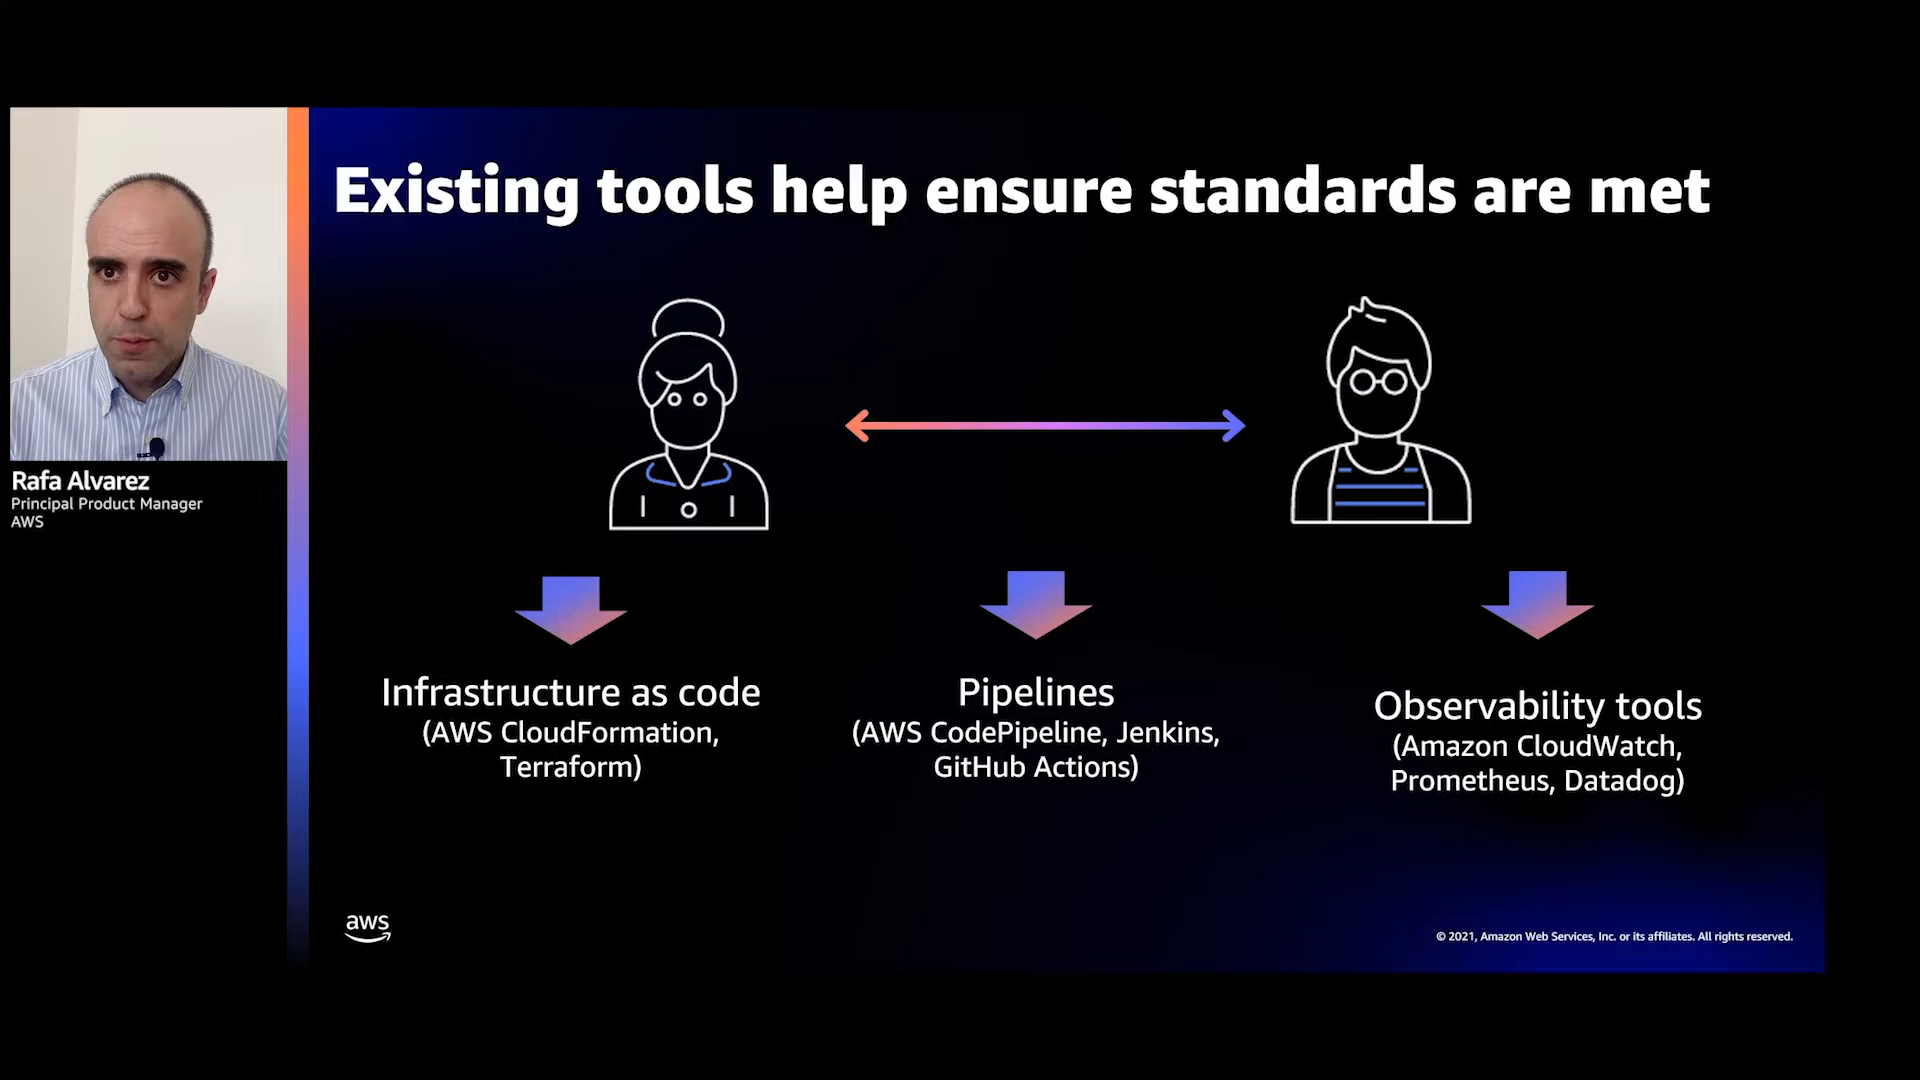 Existing tools help ensure standards are met
Rafa Alvarez
Principal Product Manager
AWS
Infrastructure as code
(AWS CloudFormation,
Terraform)
Pipelines
(AWS CodePipeline, Jenkins,
GitHub Actions)
Observability tools
(Amazon CloudWatch,
Prometheus, Datadog)
aws
© 2021, Amazon Web Services, Inc. or its affiliates. All rights reserved.